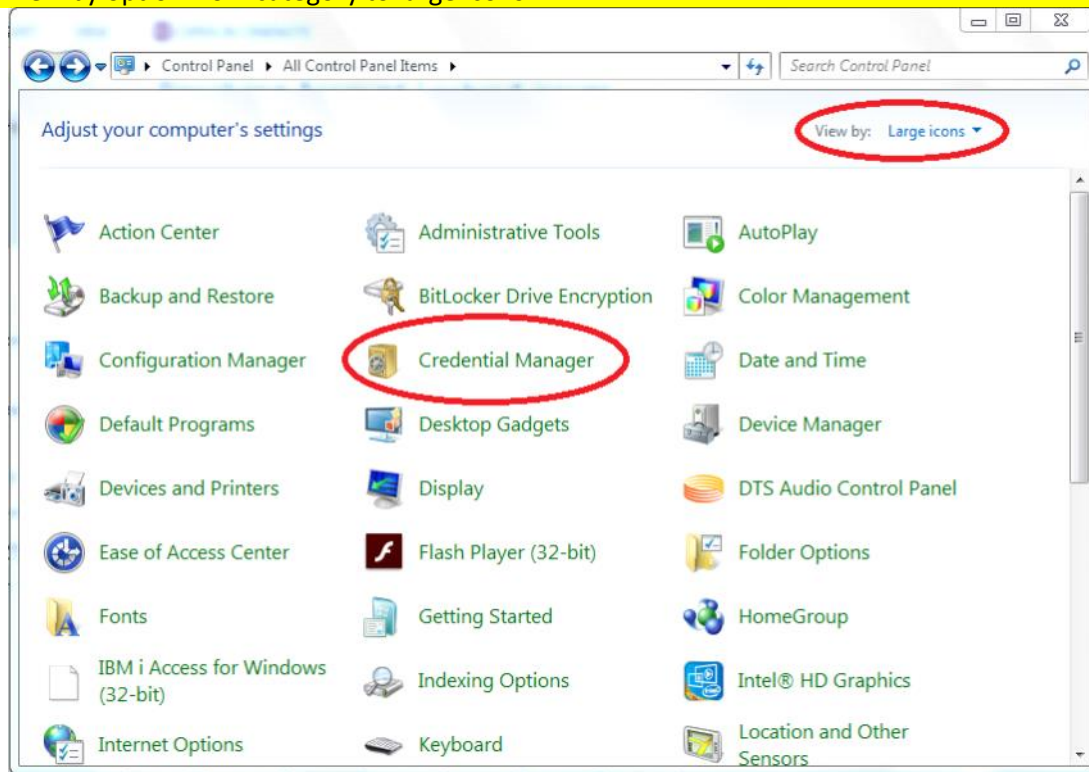 Control Panel ▸ All Control Panel Items ▸ Search Control Panel
Adjust your computer's settings View by: Large icons
Action Center Administrative Tools AutoPlay
Backup and Restore BitLocker Drive Encryption Color Management
Configuration Manager Credential Manager Date and Time
Default Programs Desktop Gadgets Device Manager
Devices and Printers Display DTS Audio Control Panel
Ease of Access Center Flash Player (32-bit) Folder Options
Fonts Getting Started HomeGroup
IBM i Access for Windows
(32-bit) Indexing Options Intel® HD Graphics
Internet Options Keyboard Location and Other
Sensors